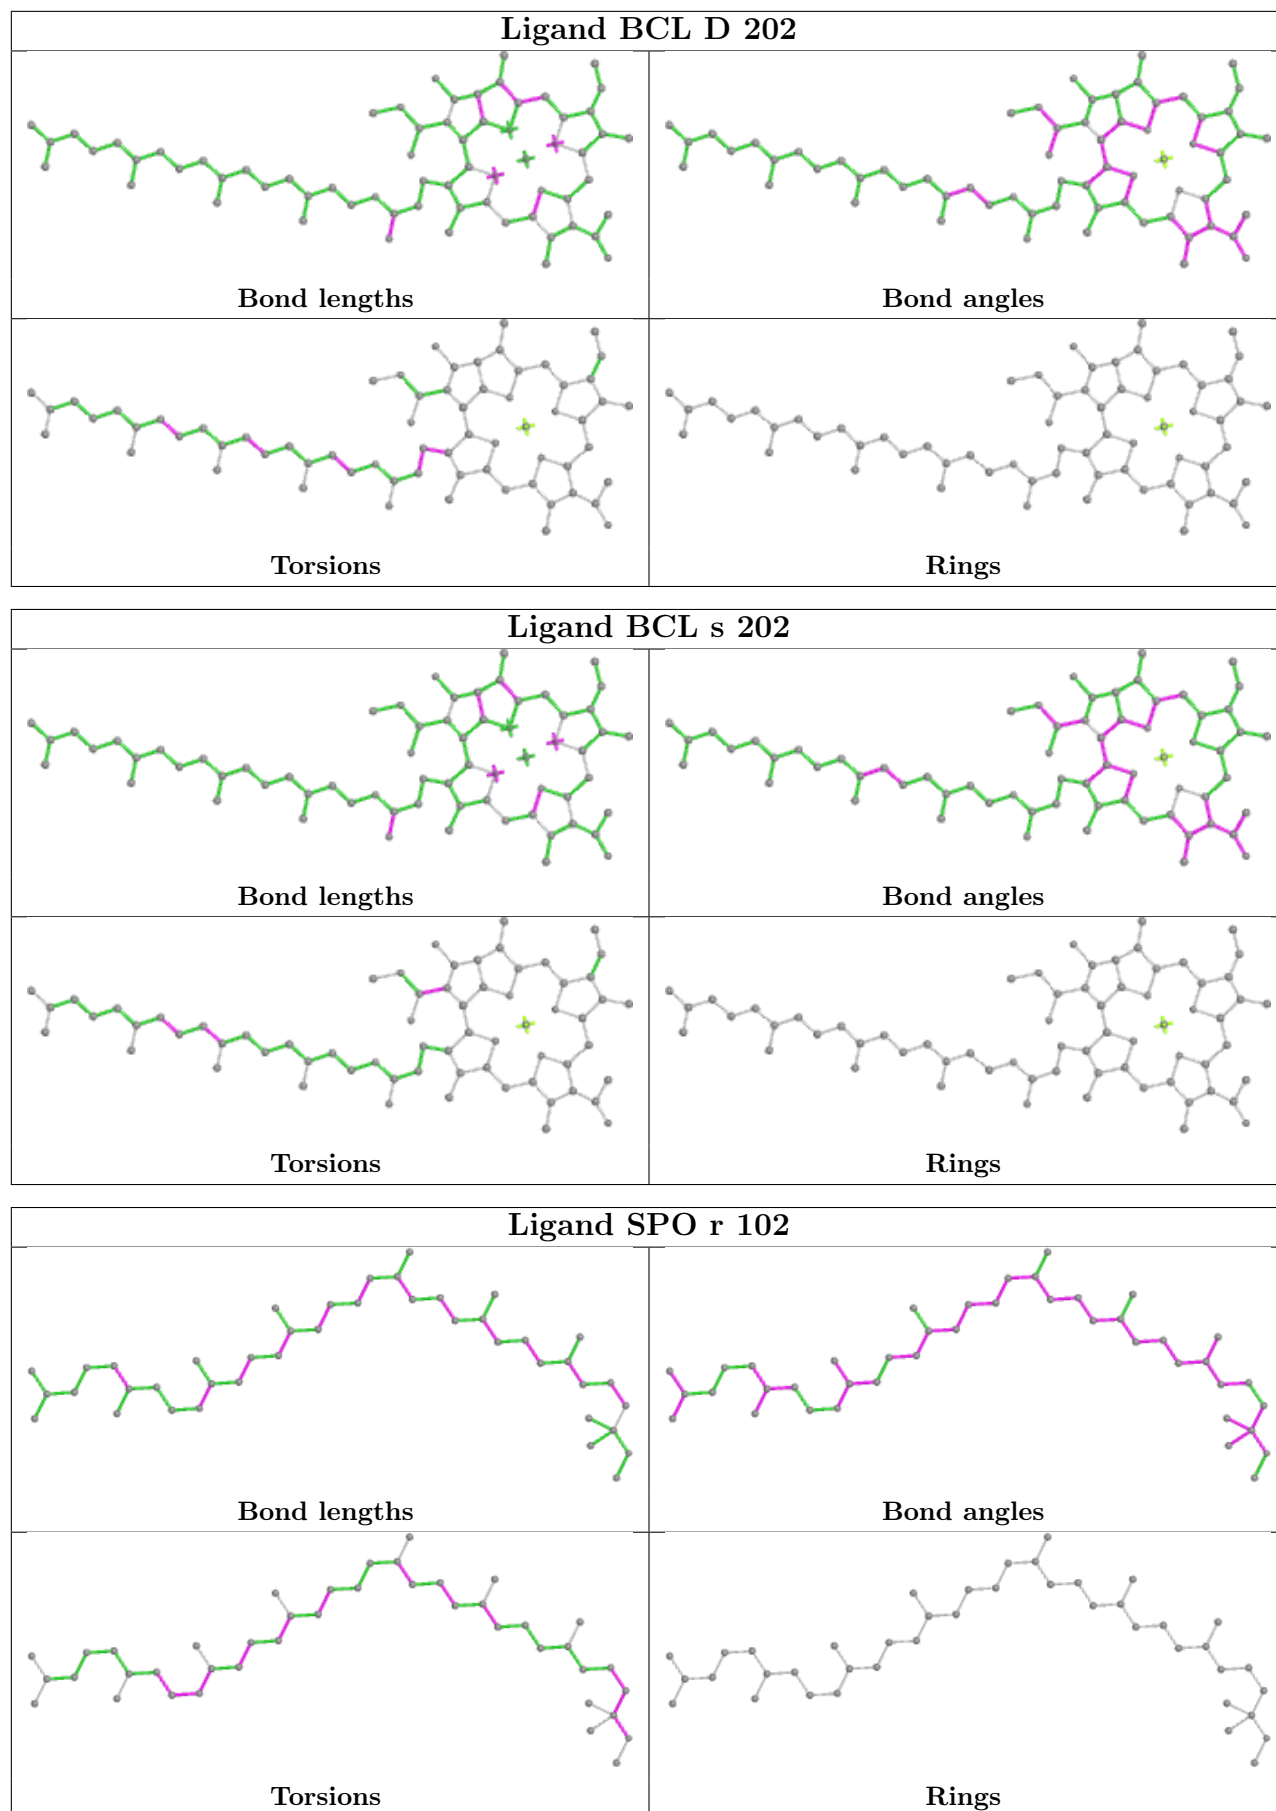 Ligand BCL D 202
Bond lengths
Bond angles
Torsions
Rings
Ligand BCL s 202
Bond lengths
Bond angles
Torsions
Rings
Ligand SPO r 102
Bond lengths
Bond angles
Torsions
Rings